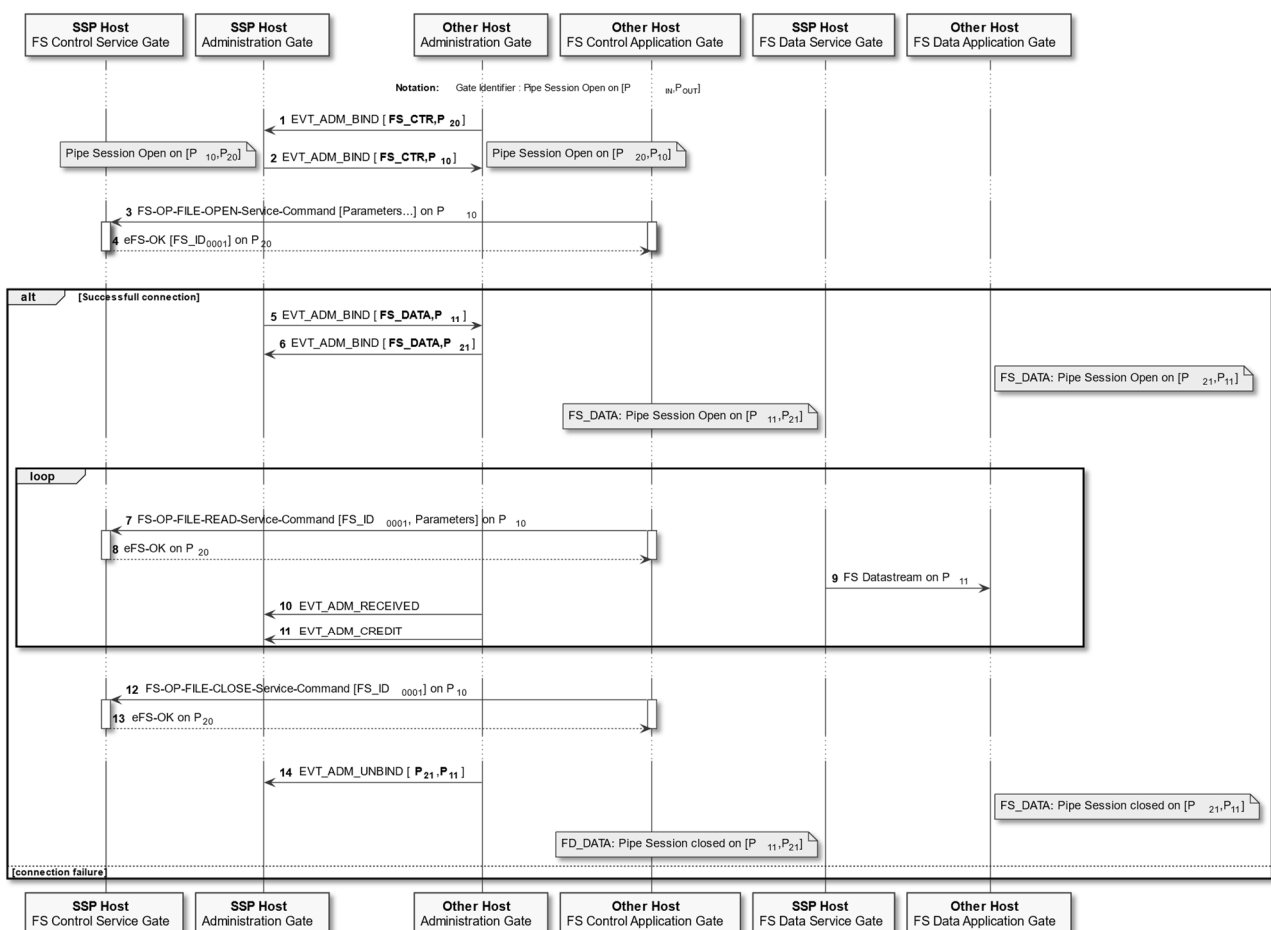 SSP Host
FS Control Service Gate
SSP Host
Administration Gate
Other Host
Administration Gate
Other Host
FS Control Application Gate
SSP Host
FS Data Service Gate
Other Host
FS Data Application Gate
Notation: Gate Identifier : Pipe Session Open on [P IN,POUT]
1 EVT_ADM_BIND [ FS_CTR,P 20]
Pipe Session Open on [P 10,P20]
2 EVT_ADM_BIND [ FS_CTR,P 10]
Pipe Session Open on [P 20,P10]
3 FS-OP-FILE-OPEN-Service-Command [Parameters...] on P 10
4 eFS-OK [FS_ID0001] on P20
alt [Successfull connection]
5 EVT_ADM_BIND [ FS_DATA,P 11]
6 EVT_ADM_BIND [ FS_DATA,P 21]
FS_DATA: Pipe Session Open on [P 21,P11]
FS_DATA: Pipe Session Open on [P 11,P21]
loop
7 FS-OP-FILE-READ-Service-Command [FS_ID 0001, Parameters] on P 10
8 eFS-OK on P 20
9 FS Datastream on P 11
10 EVT_ADM_RECEIVED
11 EVT_ADM_CREDIT
12 FS-OP-FILE-CLOSE-Service-Command [FS_ID 0001] on P10
13 eFS-OK on P20
14 EVT_ADM_UNBIND [ P21,P11]
FS_DATA: Pipe Session closed on [P 21,P11]
FD_DATA: Pipe Session closed on [P 11,P21]
[connection failure]
SSP Host
FS Control Service Gate
SSP Host
Administration Gate
Other Host
Administration Gate
Other Host
FS Control Application Gate
SSP Host
FS Data Service Gate
Other Host
FS Data Application Gate